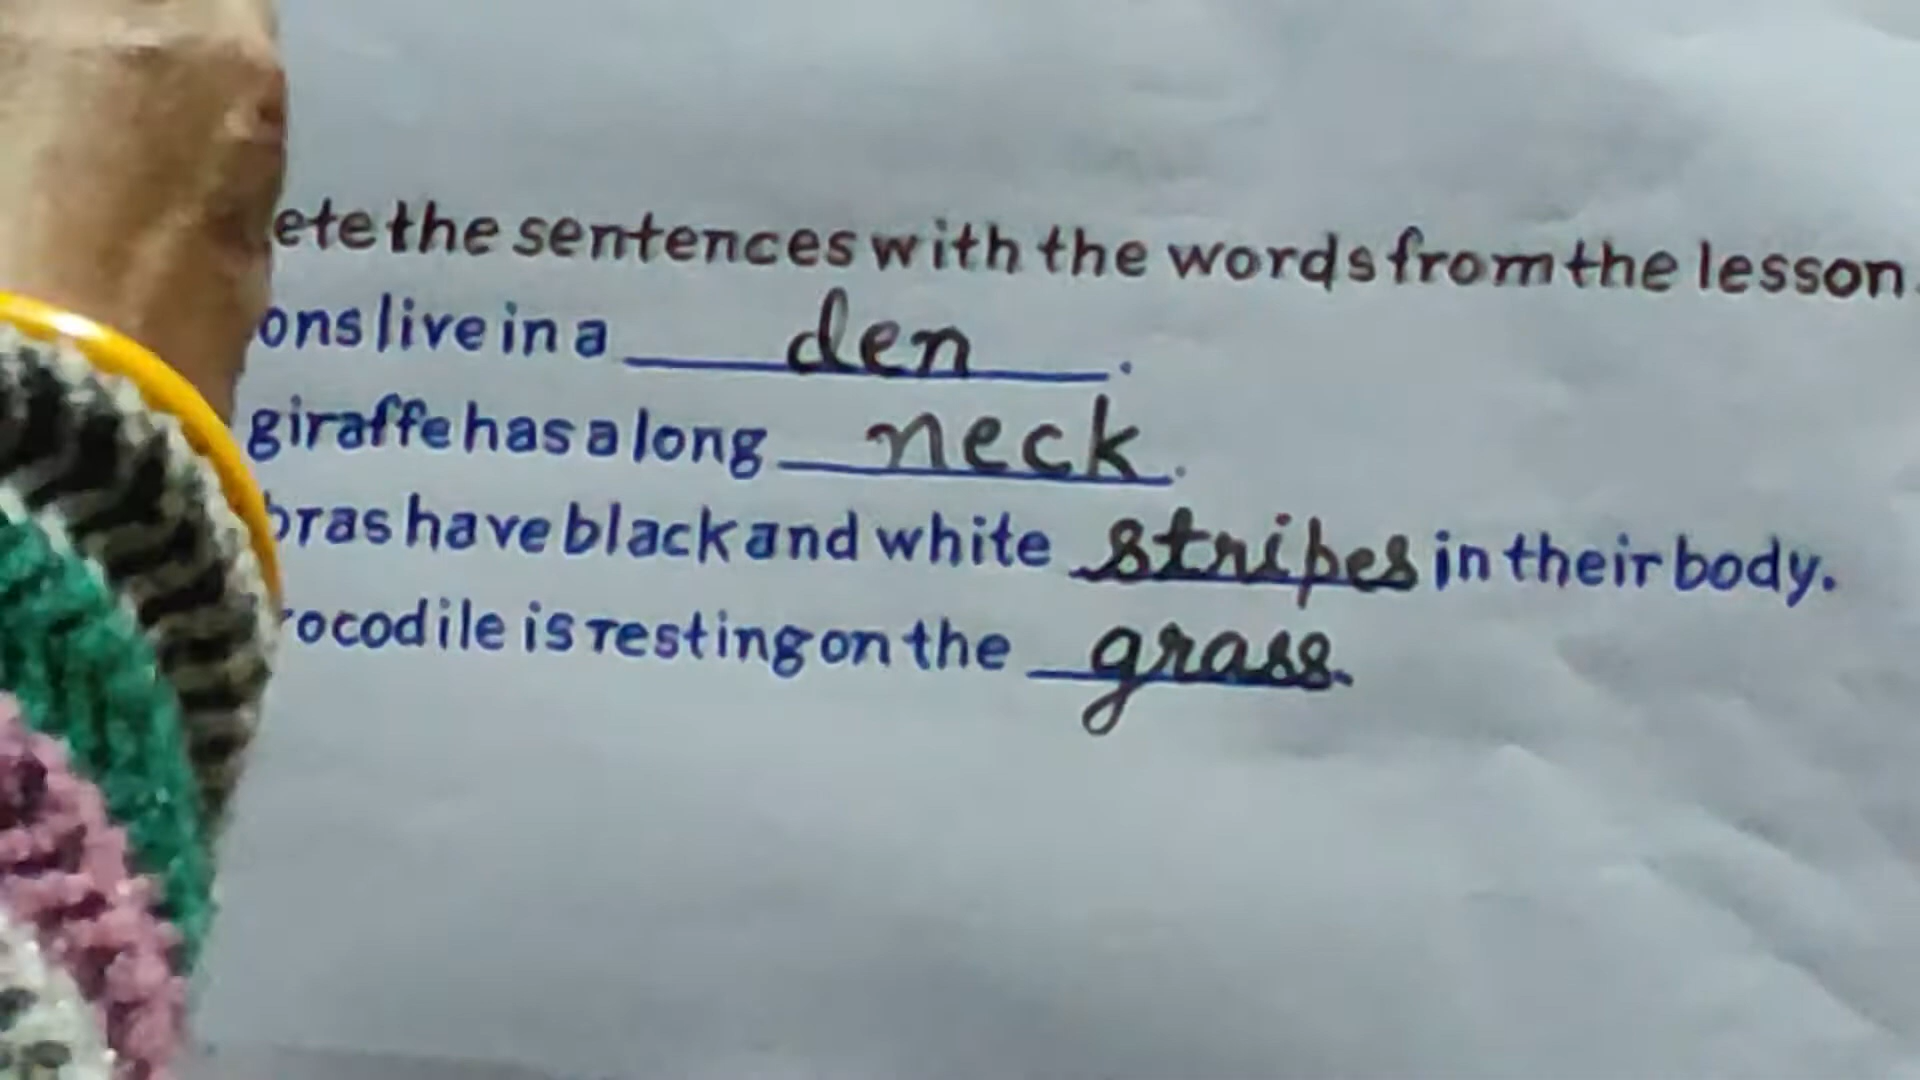 ete the sentences with the words from the lesson.
ons live in a den.
giraffe has a long neck.
bras have black and white stripes in their body.
rocodile is resting on the grass.